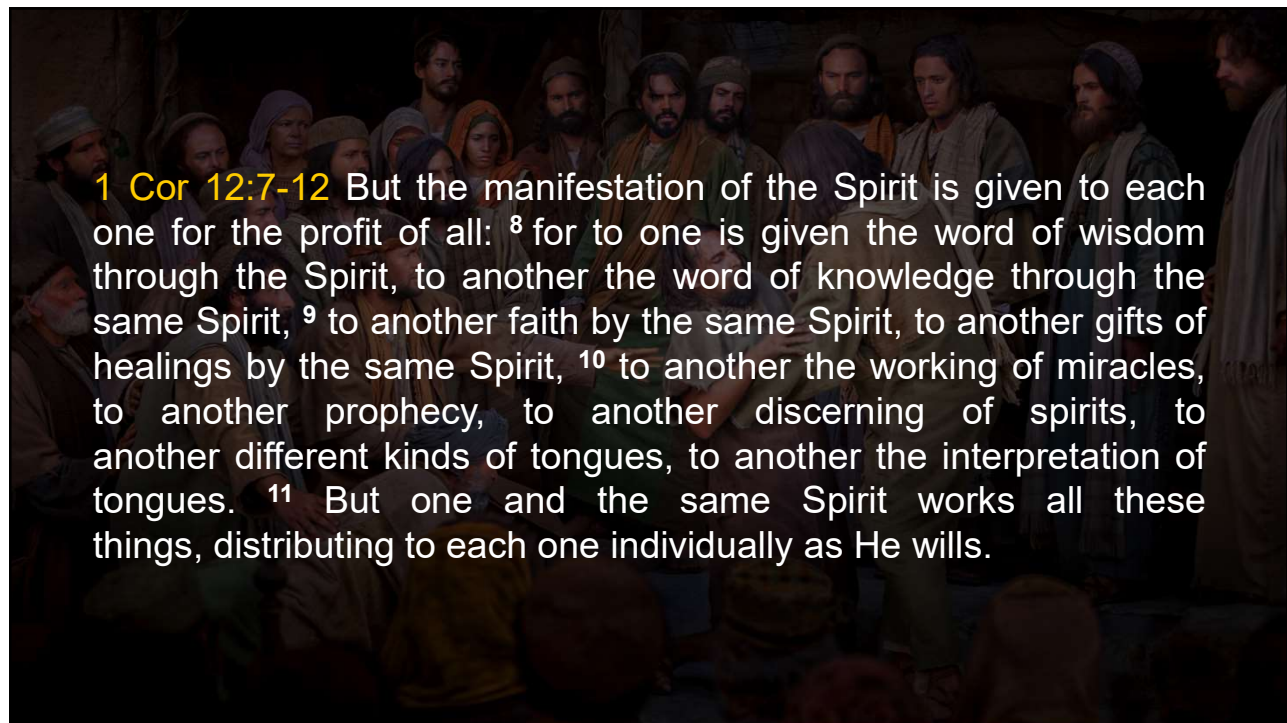 1 Cor 12:7-12 But the manifestation of the Spirit is given to each
one for the profit of all: 8 for to one is given the word of wisdom
through the Spirit, to another the word of knowledge through the
same Spirit, 9 to another faith by the same Spirit, to another gifts of
healings by the same Spirit, 10 to another the working of miracles,
to another prophecy, to another discerning of spirits, to
another different kinds of tongues, to another the interpretation of
tongues. 11 But one and the same Spirit works all these
things, distributing to each one individually as He wills.